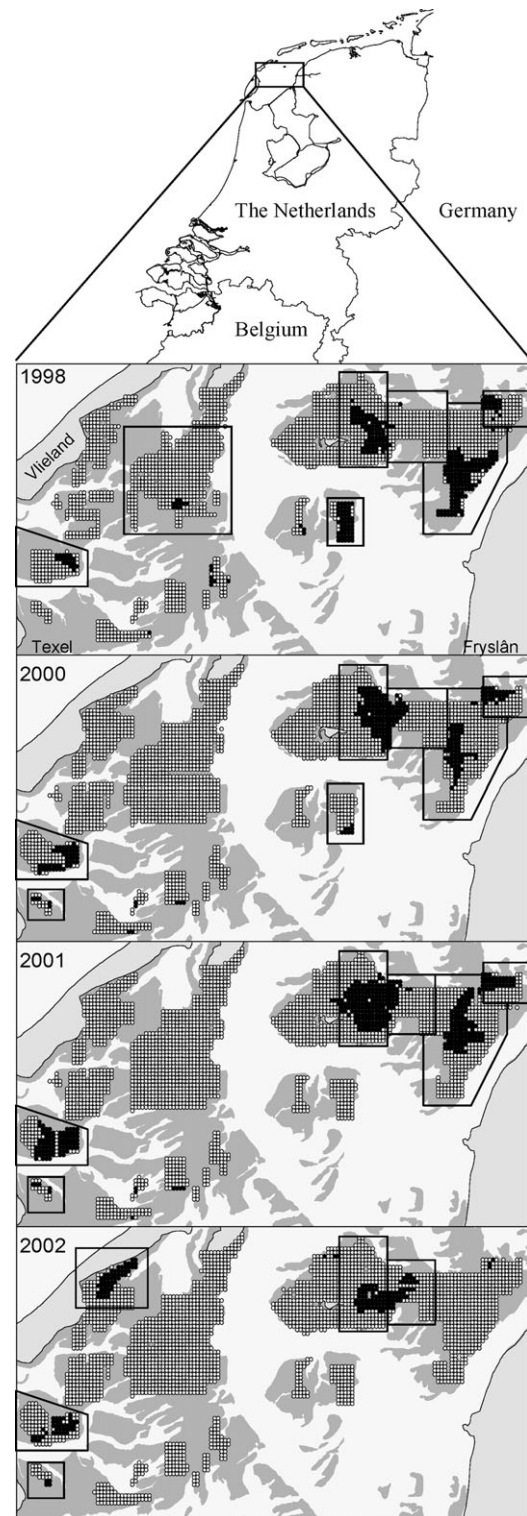 The Netherlands
Germany
Belgium
1998
Vlieland
Texel
Fryslân
2000
2001
2002